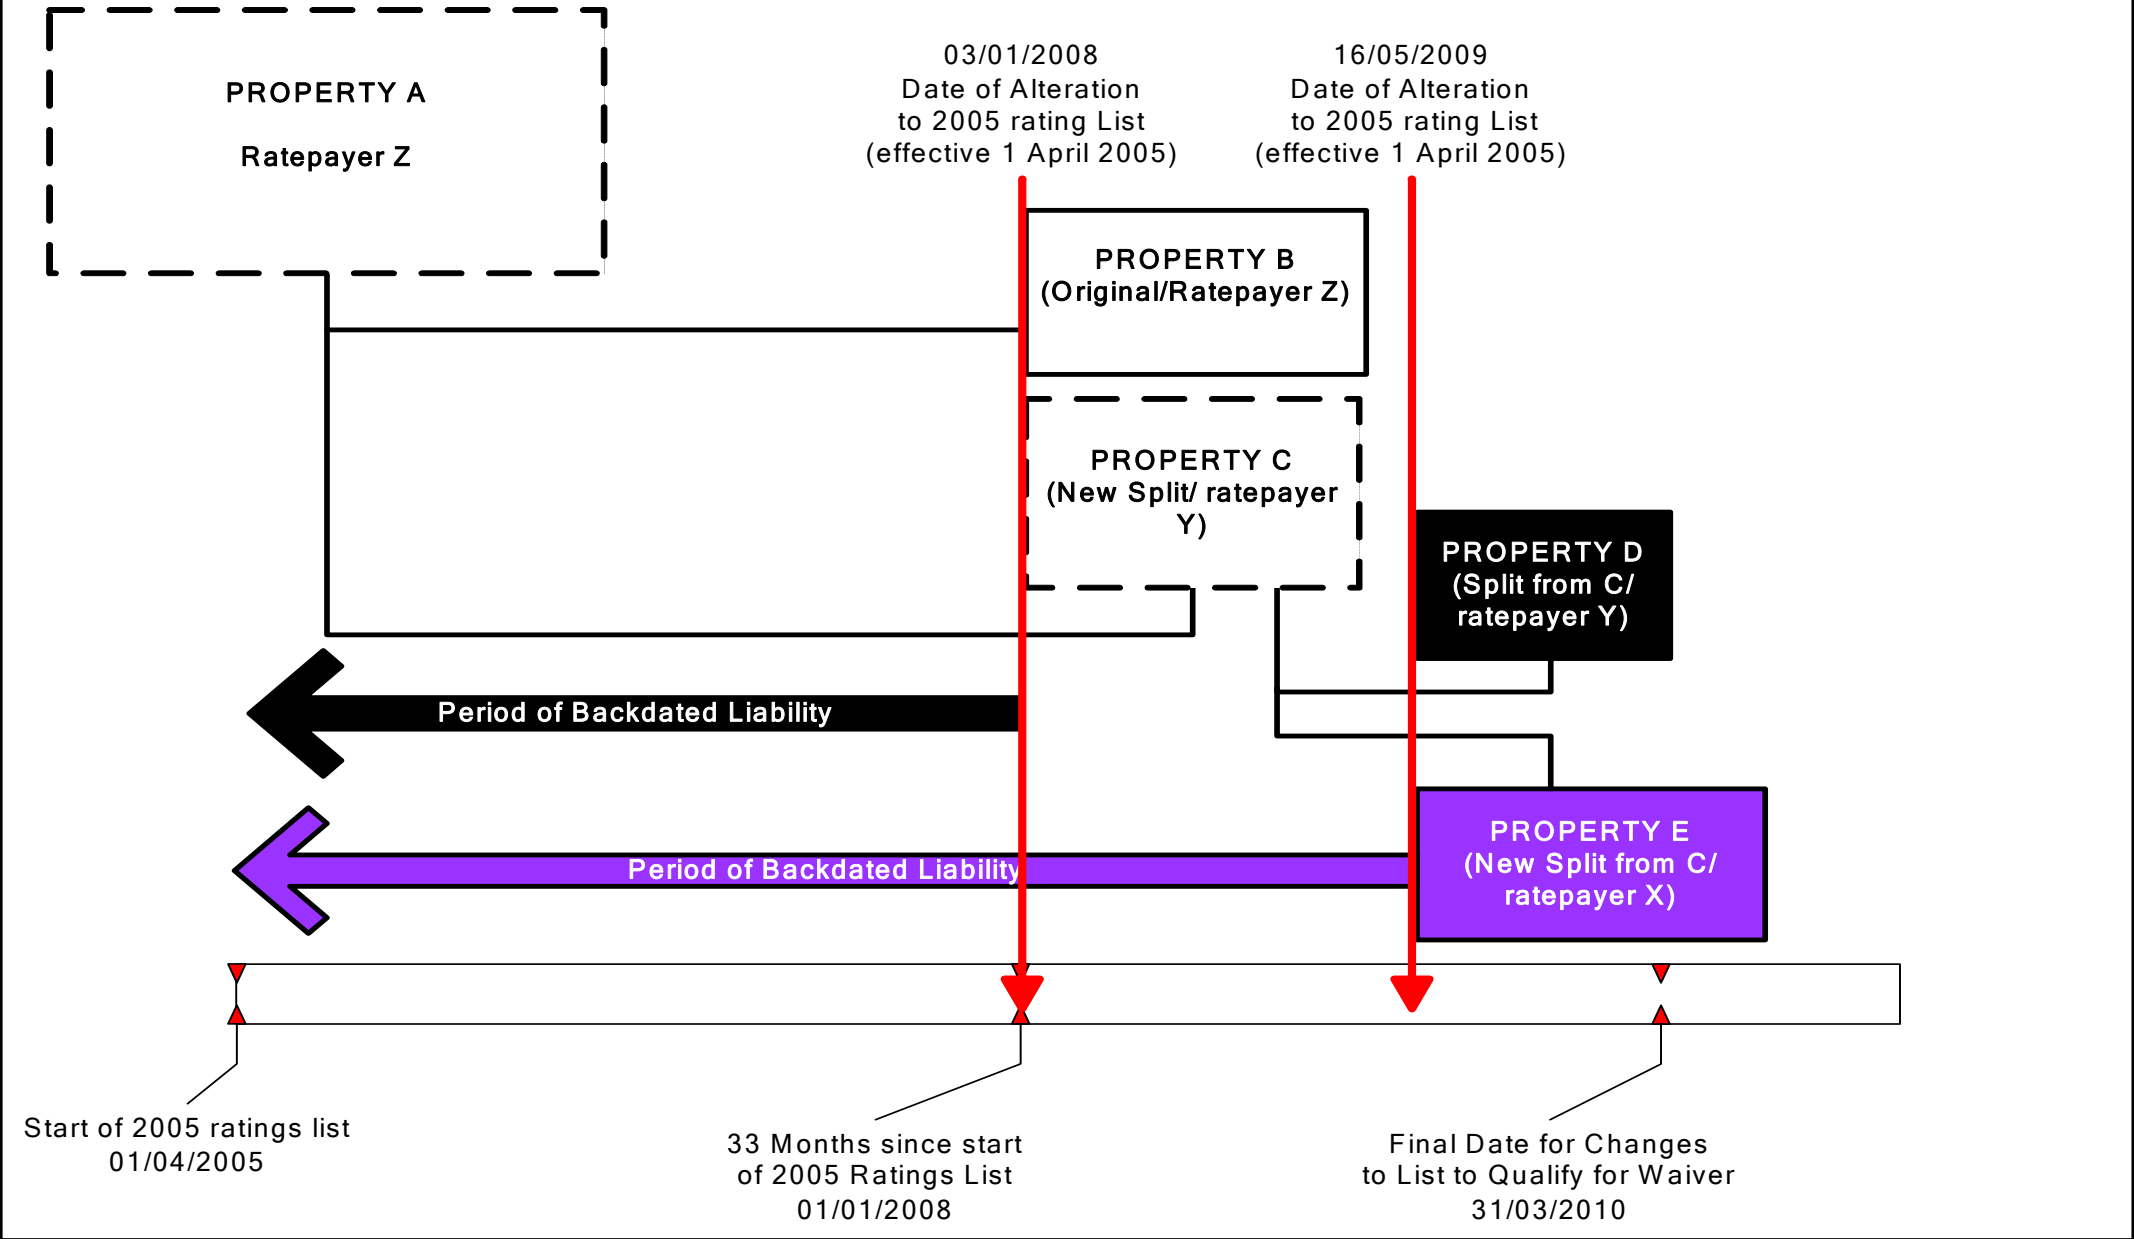 PROPERTY A
Ratepayer Z
03/01/2008
Date of Alteration
to 2005 rating List
(effective 1 April 2005)
16/05/2009
Date of Alteration
to 2005 rating List
(effective 1 April 2005)
PROPERTY B
(Original/Ratepayer Z)
PROPERTY C
(New Split/ ratepayer
Y)
PROPERTY D
(Split from C/
ratepayer Y)
Period of Backdated Liability
PROPERTY E
(New Split from C/
ratepayer X)
Period of Backdated Liability
Start of 2005 ratings list
01/04/2005
33 Months since start
of 2005 Ratings List
01/01/2008
Final Date for Changes
to List to Qualify for Waiver
31/03/2010